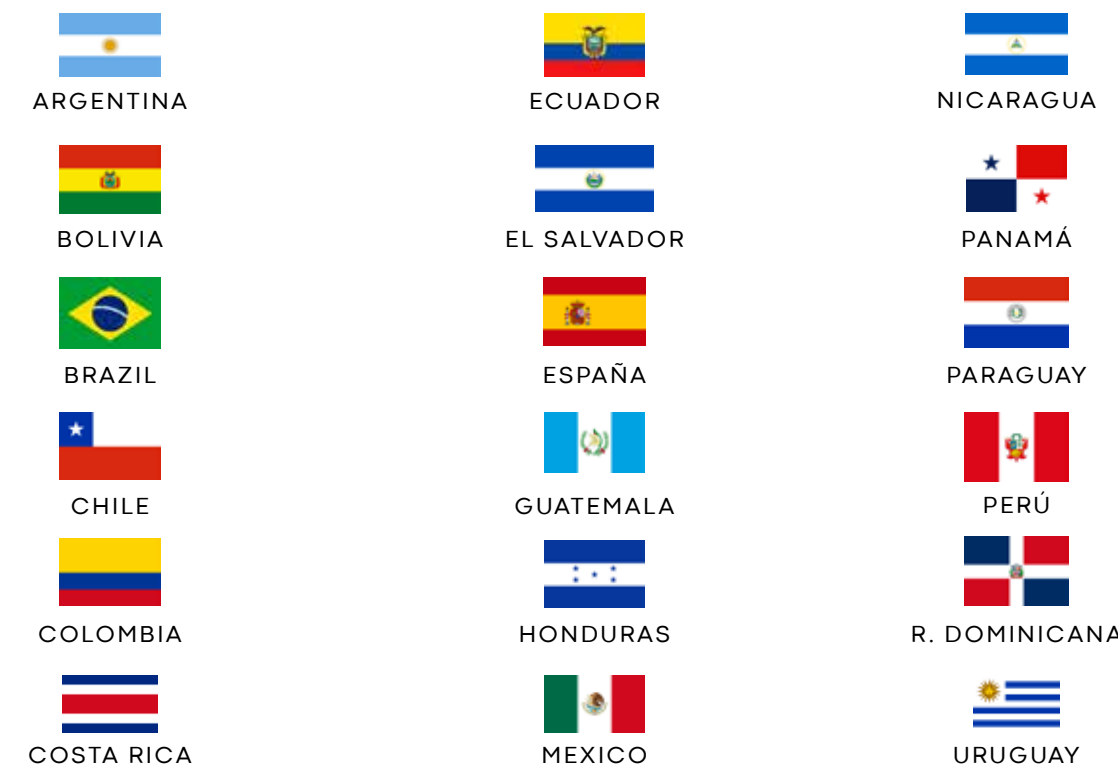 ARGENTINA
BOLIVIA
BRAZIL
CHILE
COLOMBIA
COSTA RICA
ECUADOR
EL SALVADOR
ESPAÑA
GUATEMALA
HONDURAS
MEXICO
NICARAGUA
PANAMÁ
PARAGUAY
PERÚ
R. DOMINICANA
URUGUAY